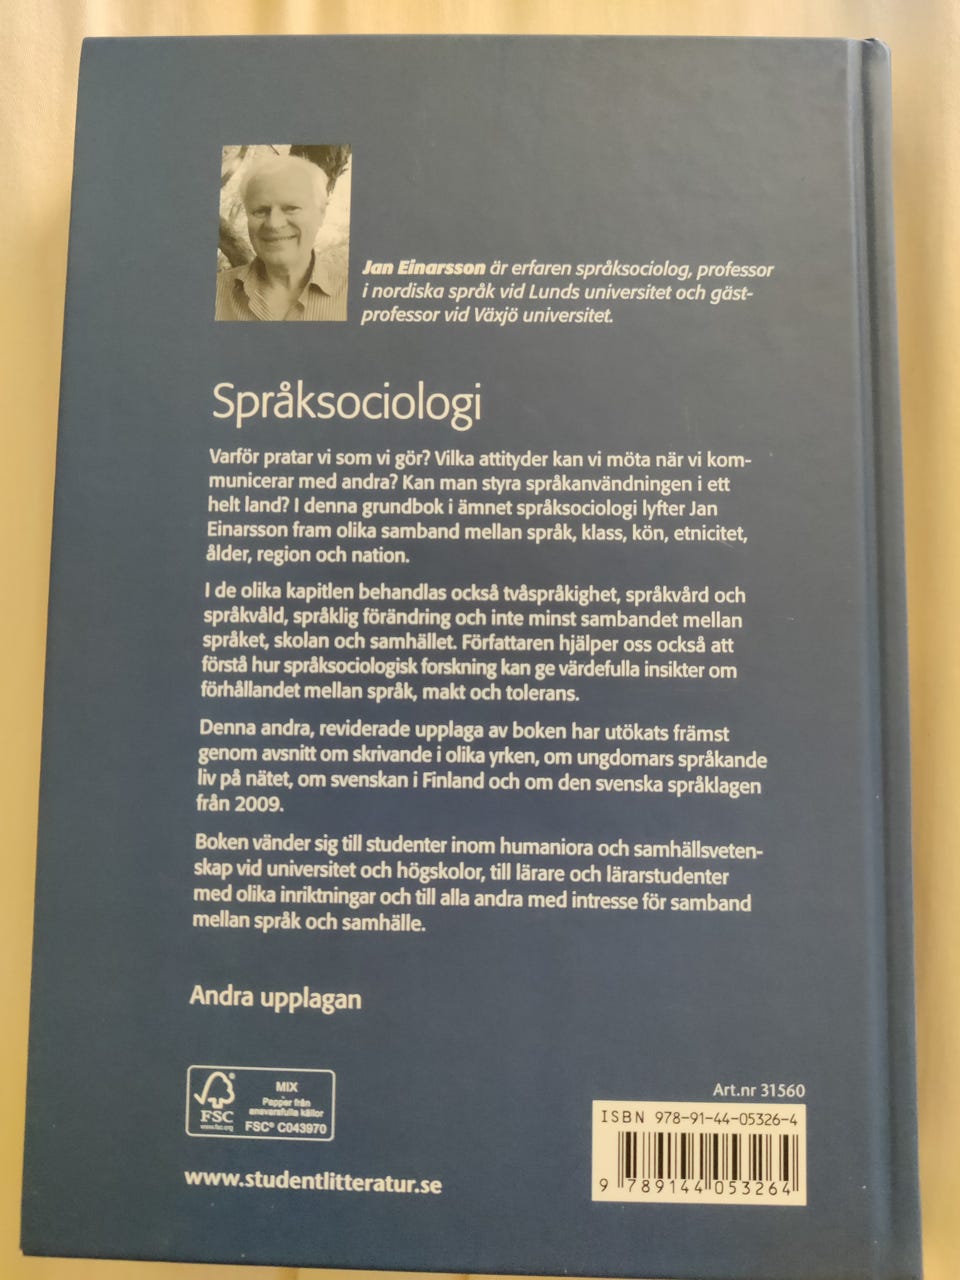 Jan Einarsson är erfaren språksociolog, professor
i nordiska språk vid Lunds universitet och gäst-
professor vid Växjö universitet.
Språksociologi
Varför pratar vi som vi gör? Vilka attityder kan vi möta när vi kom-
municerar med andra? Kan man styra språkanvändningen i ett
helt land? I denna grundbok i ämnet språksociologi lyfter Jan
Einarsson fram olika samband mellan språk, klass, kön, etnicitet,
ålder, region och nation.
I de olika kapitlen behandlas också tvåspråkighet, språkvård och
språkvåld, språklig förändring och inte minst sambandet mellan
språket, skolan och samhället. Författaren hjälper oss också att
förstå hur språksociologisk forskning kan ge värdefulla insikter om
förhållandet mellan språk, makt och tolerans.
Denna andra, reviderade upplaga av boken har utökats främst
genom avsnitt om skrivande i olika yrken, om ungdomars språkande
liv på nätet, om svenskan i Finland och om den svenska språklagen
från 2009.
Boken vänder sig till studenter inom humaniora och samhällsveten-
skap vid universitet och högskolor, till lärare och lärarstudenter
med olika inriktningar och till alla andra med intresse för samband
mellan språk och samhälle.
Andra upplagan
FSC
www.fsc.org
MIX
Papper från
ansvarsfulla källor
FSC® C043970
www.studentlitteratur.se
Art.nr 31560
ISBN 978-91-44-05326-4
9 789144 053264